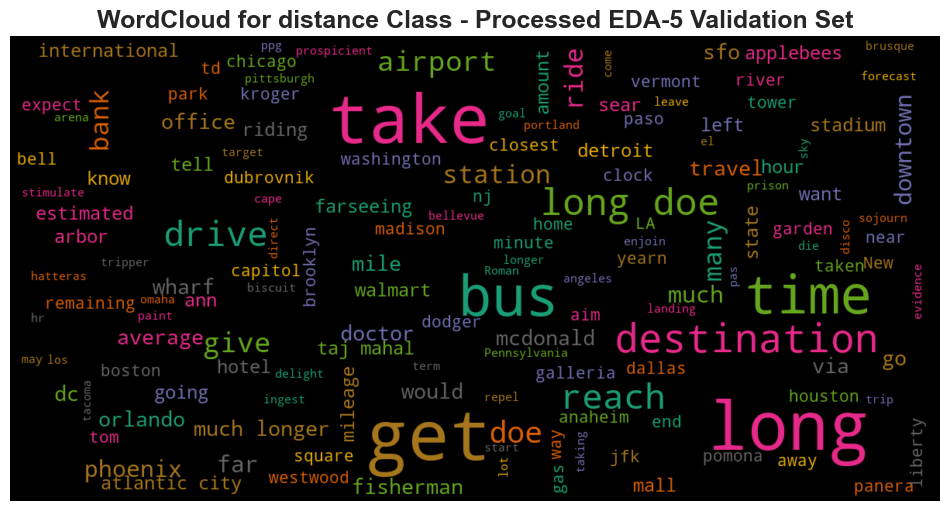 WordCloud for distance Class - Processed EDA-5 Validation Set
international
td
chicago
ppg
pittsburgh
prospicient
airport
come
ride
amount
goal
sfo
applebees
brusque
forecast
vermont
river
tower
expect
arena
bank
park
kroger
office
riding
take
closest
portland
sear
paso
leave
left
el
stadium
downtown
bell
know
tell
target
dubrovnik
washington
station
detroit
clock
travel
hour
sky
prison
want
stimulate
estimated
arbor
cape
direct
drive
farseeing
madison
bellevue
nj
long doe
home
LA
minute
yearn
enjoin
many
state
garden
die
disco
near
sojourn
hatteras
tripper
wharf
capitol
biscuit
brooklyn
mile
walmart
longer
Roman
angeles
bus
much
pas
taken
New
time
evidence
remaining
omaha
ann
hr
paint
average
give
doctor
dodger
taj mahal
mcdonald
aim
landing
destination
may
los
boston
hotel
delight
term
Pennsylvania
galleria
dallas
via
go
dc
tacoma
going
ingest
mileage
would
repel
reach
anaheim
end
houston
trip
orlando
tom
much longer
get
doe
start
way
long
liberty
phoenix
far
square
lot
gas
taking
jfk
pomona
away
atlantic city
westwood
fisherman
mall
panera